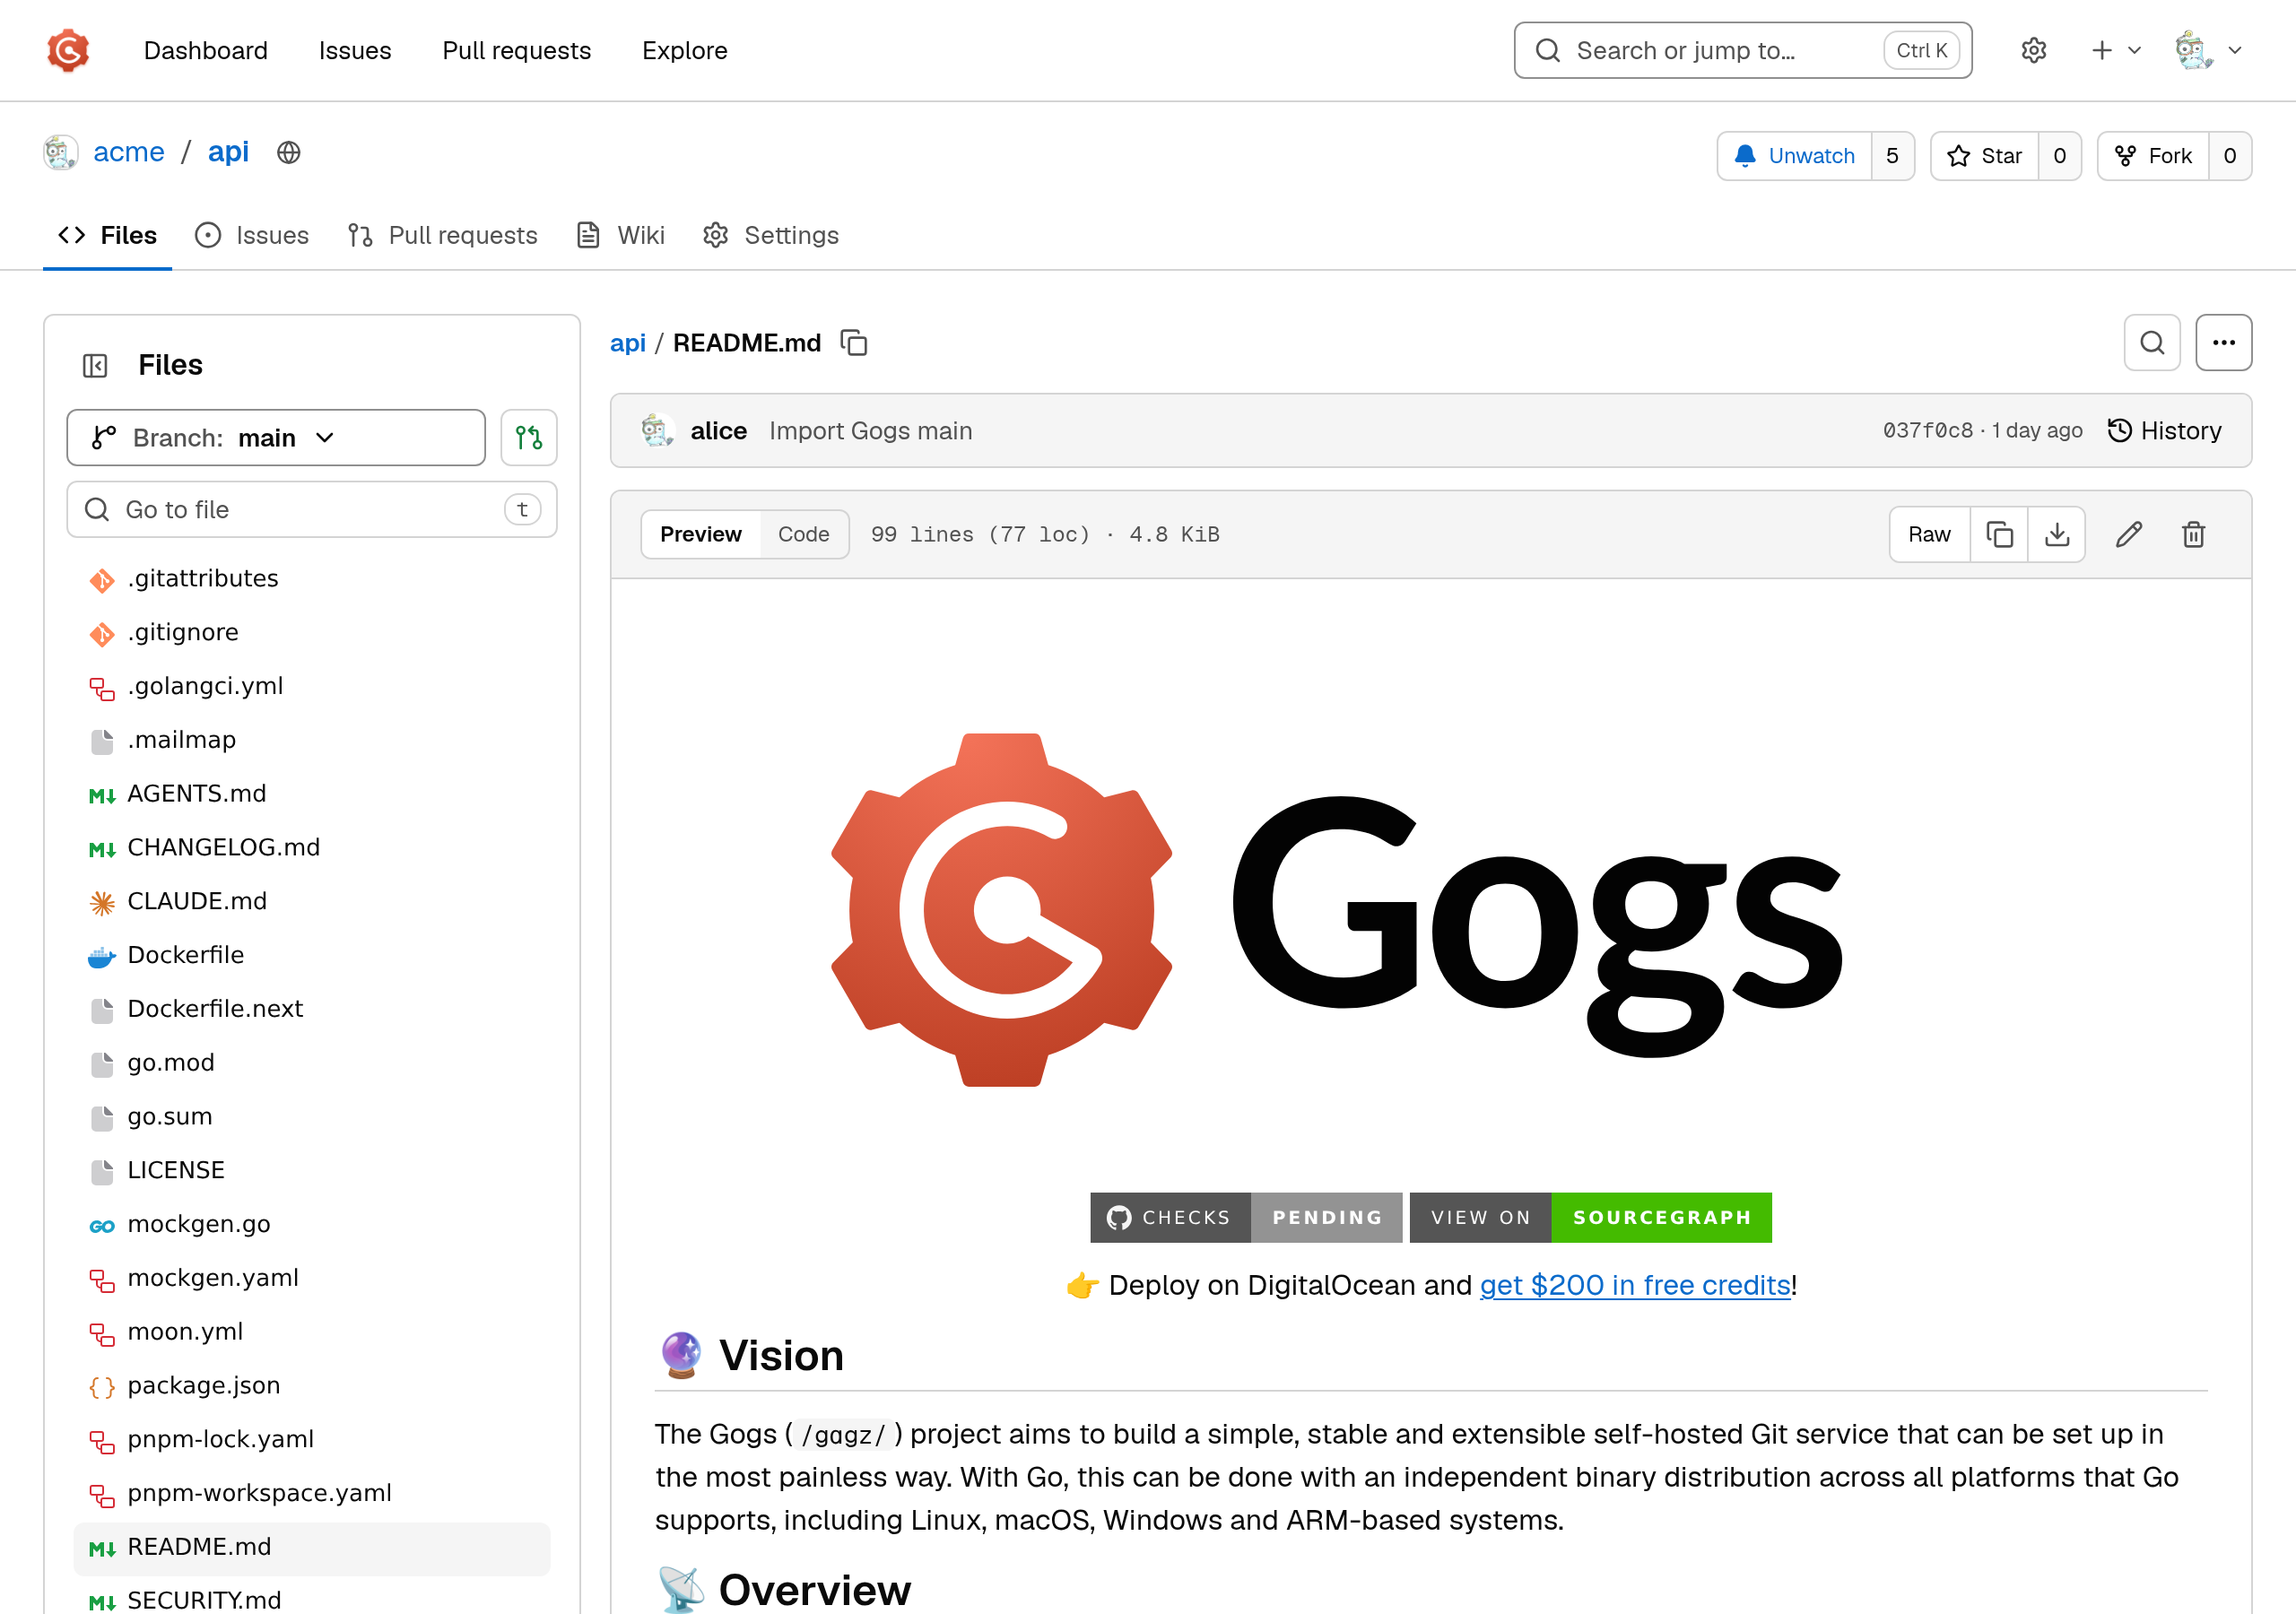 Dashboard Issues Pull requests Explore Search or jump to... Ctrl K
acme / api Unwatch 5 Star 0 Fork 0
Files Issues Pull requests Wiki Settings
Files
Branch: main
Go to file t
.gitattributes
.gitignore
.golangci.yml
.mailmap
AGENTS.md
CHANGELOG.md
CLAUDE.md
Dockerfile
Dockerfile.next
go.mod
go.sum
LICENSE
mockgen.go
mockgen.yaml
moon.yml
package.json
pnpm-lock.yaml
pnpm-workspace.yaml
README.md
SECURITY.md
api / README.md
alice Import Gogs main 037f0c8 · 1 day ago History
Preview Code 99 lines (77 loc) · 4.8 KiB Raw
Gogs
CHECKS PENDING VIEW ON SOURCEGRAPH
👉 Deploy on DigitalOcean and get $200 in free credits!
🔮 Vision
The Gogs ( /gɑgz/ ) project aims to build a simple, stable and extensible self-hosted Git service that can be set up in
the most painless way. With Go, this can be done with an independent binary distribution across all platforms that Go
supports, including Linux, macOS, Windows and ARM-based systems.
📡 Overview